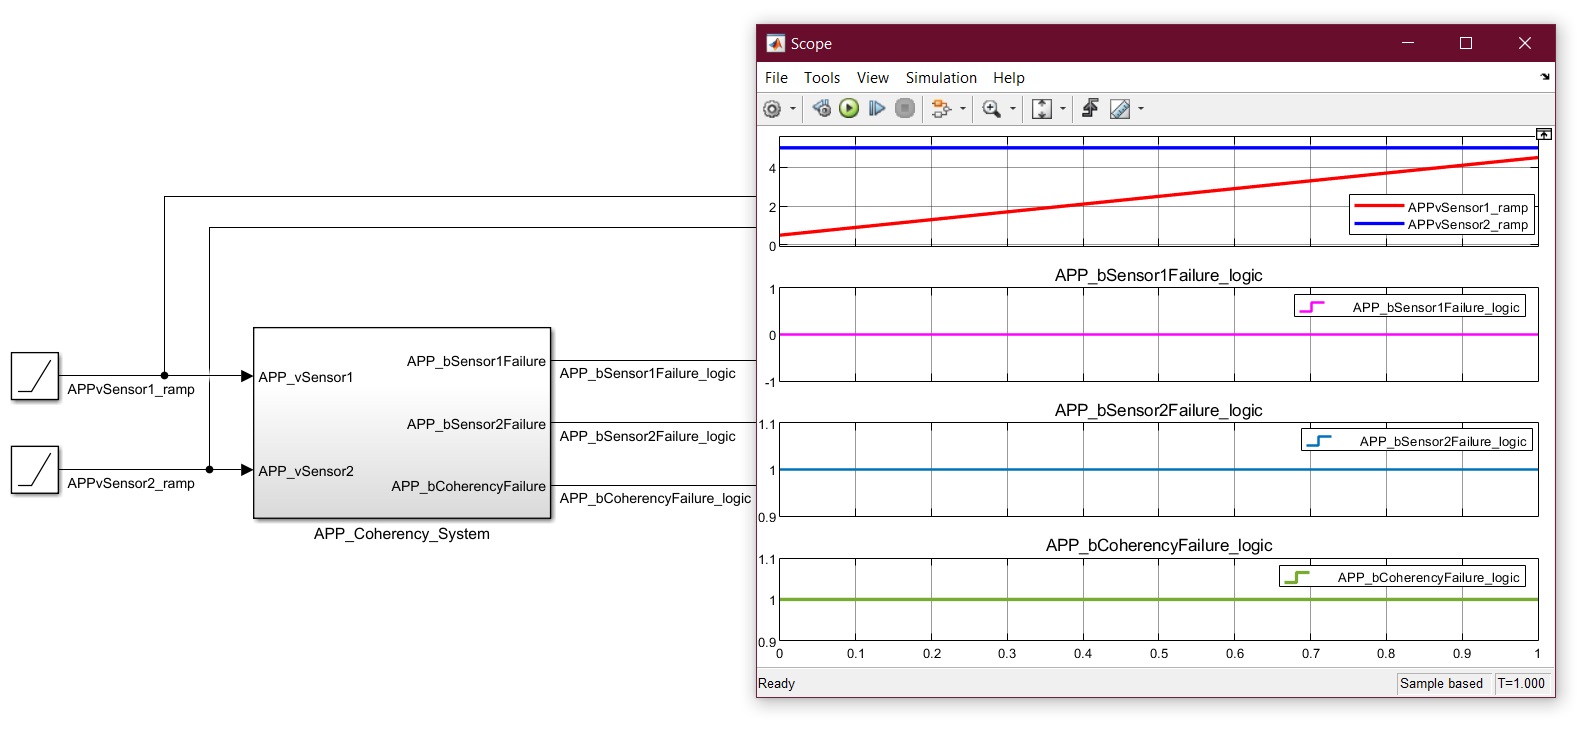 Scope
File Tools View Simulation Help
4
2
0
APPvSensor1_ramp
APPvSensor2_ramp
APP_bSensor1Failure_logic
1
0
-1
APP_bSensor1Failure_logic
APP_bSensor2Failure_logic
1.1
1
0.9
APP_bSensor2Failure_logic
APP_bCoherencyFailure_logic
1.1
1
0.9
APP_bCoherencyFailure_logic
0 0.1 0.2 0.3 0.4 0.5 0.6 0.7 0.8 0.9 1
Ready
Sample based T=1.000
APPvSensor1_ramp
APPvSensor2_ramp
APP_vSensor1
APP_vSensor2
APP_bSensor1Failure
APP_bSensor2Failure
APP_bCoherencyFailure
APP_Coherency_System
APP_bSensor1Failure_logic
APP_bSensor2Failure_logic
APP_bCoherencyFailure_logic